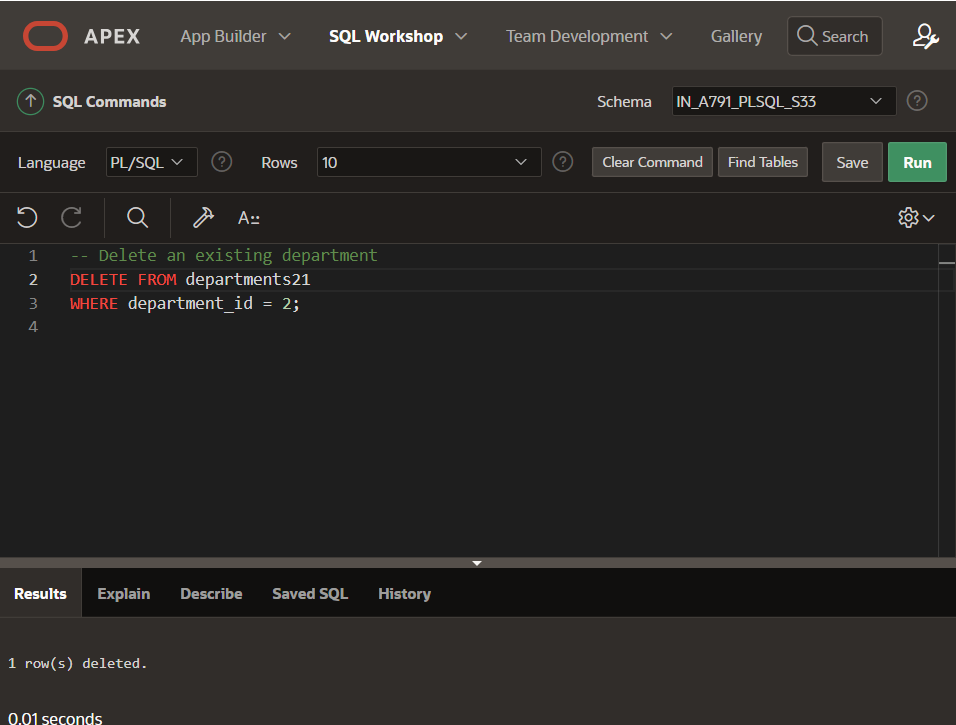 APEX App Builder SQL Workshop Team Development Gallery Search
SQL Commands Schema IN_A791_PLSQL_S33 ?
Language PL/SQL ? Rows 10 ? Clear Command Find Tables Save Run
A::
1 -- Delete an existing department
2 DELETE FROM departments21
3 WHERE department_id = 2;
4
Results Explain Describe Saved SQL History
1 row(s) deleted.
0.01 seconds